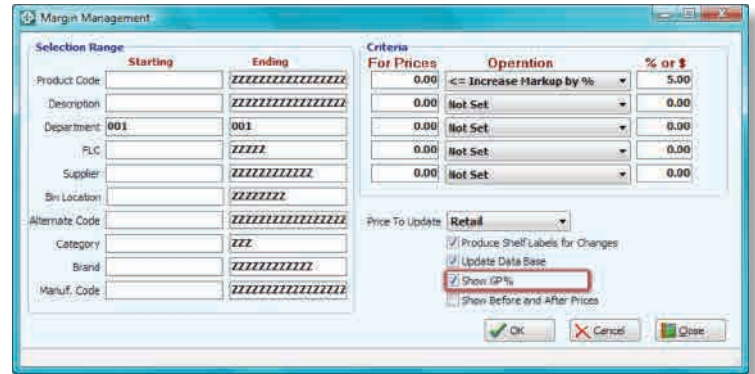 Margin Management
Selection Range
Starting Ending
Product Code ZZZZZZZZZZZZZZZZZ
Description ZZZZZZZZZZZZZZZZZ
Department 001 001
FLC ZZZZZ
Supplier ZZZZZZZZZZZZ
Bin Location ZZZZZZZZ
Alternate Code ZZZZZZZZZZZZZZZZZ
Category ZZZ
Brand ZZZZZZZZZZZZ
Manuf. Code ZZZZZZZZZZZZZZZZZ
Criteria
For Prices Operation % or $
0.00 <= Increase Markup by % 5.00
0.00 Not Set 0.00
0.00 Not Set 0.00
0.00 Not Set 0.00
0.00 Not Set 0.00
Price To Update Retail
Produce Shelf Labels for Changes
Update Data Base
Show GP%
Show Before and After Prices
OK Cancel Close